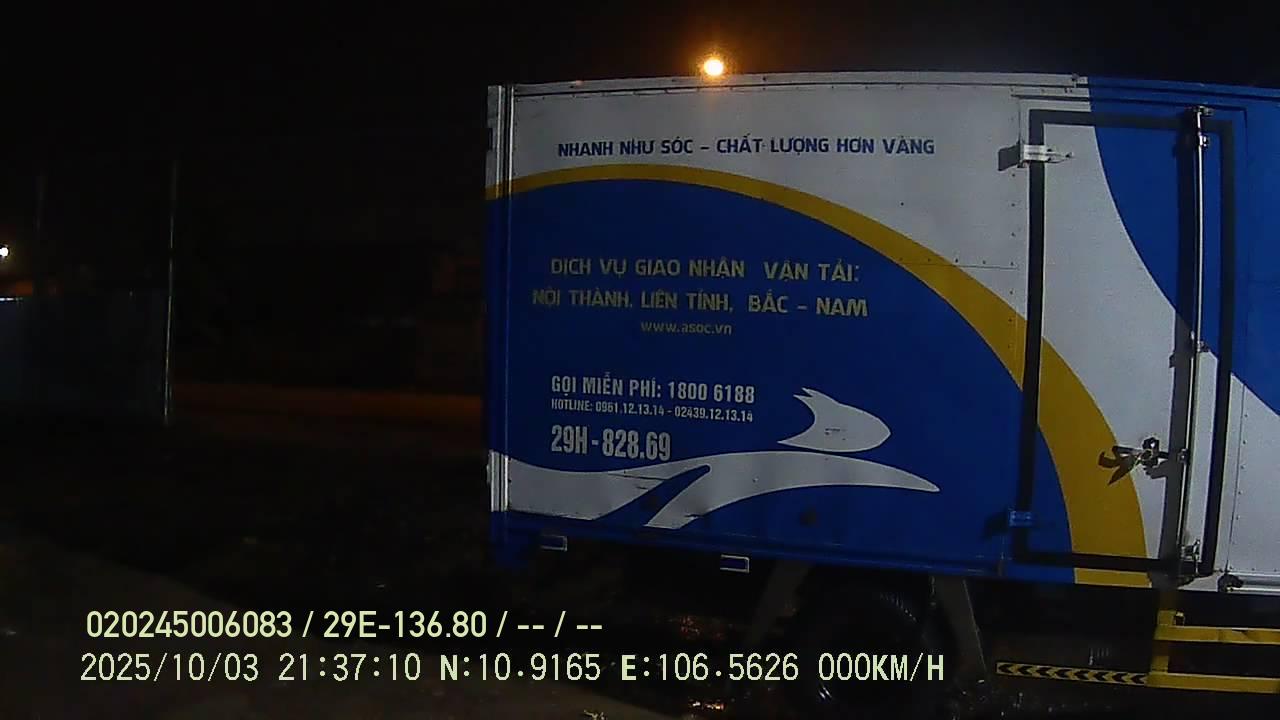 NHANH NHƯ SÓC - CHẤT LƯỢNG HƠN VÀNG
DỊCH VỤ GIAO NHẬN VẬN TẢI:
NỘI THÀNH, LIÊN TỈNH, BẮC - NAM
www.asoc.vn
GỌI MIỄN PHÍ: 1800 6188
HOTLINE: 0961.12.13.14 - 02439.12.13.14
29H-828.69
020245006083 / 29E-136.80 / -- / --
2025/10/03 21:37:10 N:10.9165 E:106.5626 000KM/H